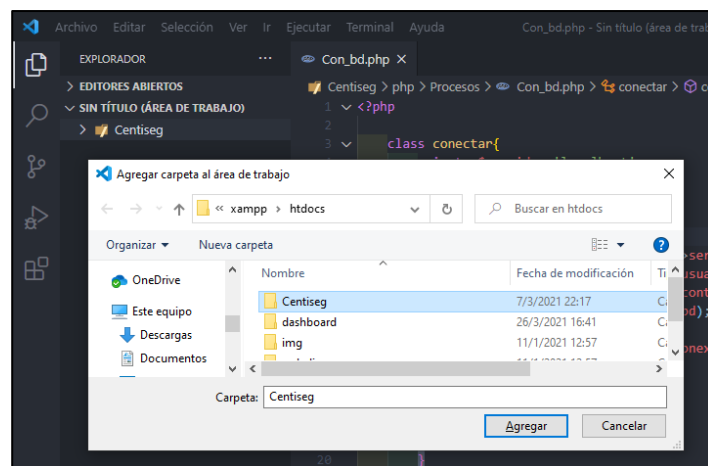 Archivo Editar Selección Ver Ir Ejecutar Terminal Ayuda Con_bd.php - Sin título (área de trab
EXPLORADOR ··· Con_bd.php ×
> EDITORES ABIERTOS Centiseg > php > Procesos > Con_bd.php > conectar >
SIN TÍTULO (ÁREA DE TRABAJO) 1 <?php
> Centiseg 2
3 class conectar{
Agregar carpeta al área de trabajo
« xampp > htdocs Buscar en htdocs
Organizar Nueva carpeta
OneDrive Nombre Fecha de modificación
Este equipo Centiseg 7/3/2021 22:17
Descargas dashboard 26/3/2021 16:41
Documentos img 11/1/2021 12:57
Carpeta: Centiseg
Agregar Cancelar
20 }